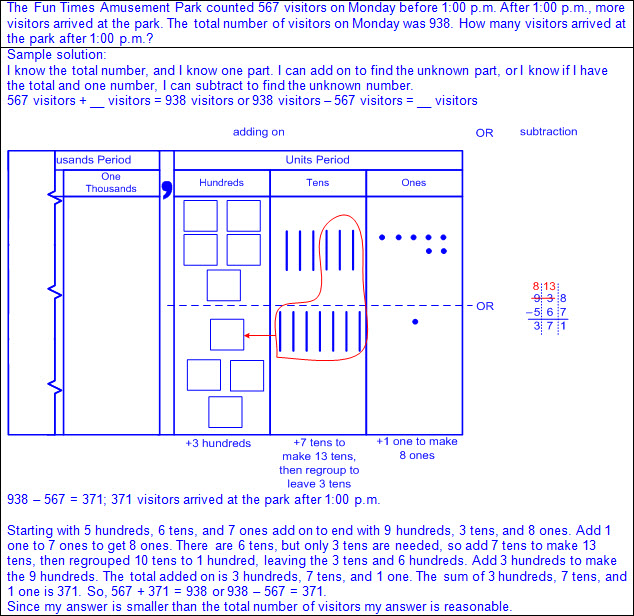 The Fun Times Amusement Park counted 567 visitors on Monday before 1:00 p.m. After 1:00 p.m., more
visitors arrived at the park. The total number of visitors on Monday was 938. How many visitors arrived at
the park after 1:00 p.m.?
Sample solution:
I know the total number, and I know one part. I can add on to find the unknown part, or I know if I have
the total and one number, I can subtract to find the unknown number.
567 visitors + __ visitors = 938 visitors or 938 visitors – 567 visitors = __ visitors
adding on OR subtraction
usands Period Units Period
One
Thousands
, Hundreds Tens Ones
OR
8 13
9 3 8
–5 6 7
3 7 1
+3 hundreds
+7 tens to
make 13 tens,
then regroup to
leave 3 tens
+1 one to make
8 ones
938 – 567 = 371; 371 visitors arrived at the park after 1:00 p.m.
Starting with 5 hundreds, 6 tens, and 7 ones add on to end with 9 hundreds, 3 tens, and 8 ones. Add 1
one to 7 ones to get 8 ones. There are 6 tens, but only 3 tens are needed, so add 7 tens to make 13
tens, then regrouped 10 tens to 1 hundred, leaving the 3 tens and 6 hundreds. Add 3 hundreds to make
the 9 hundreds. The total added on is 3 hundreds, 7 tens, and one. The sum of 3 hundreds, 7 tens, and
1 one is 371. So, 567 + 371 = 938 or 938 – 567 = 371.
Since my answer is smaller than the total number of visitors my answer is reasonable.